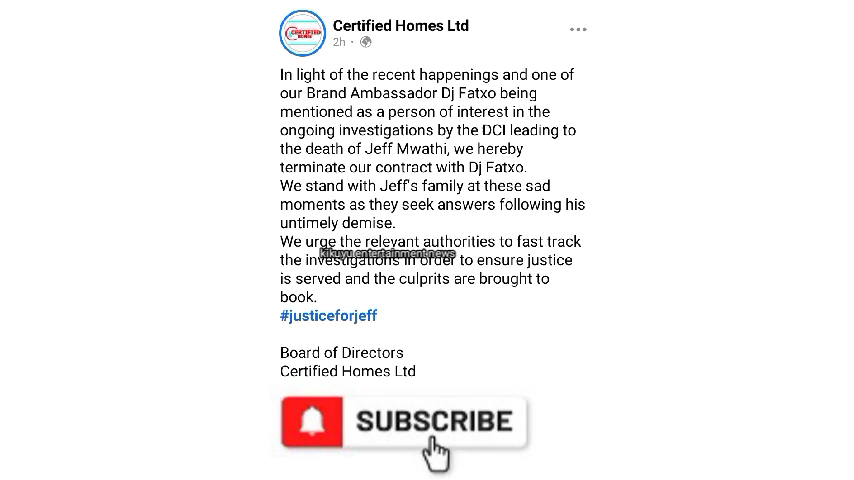 Certified Homes Ltd
2h ·
CERTIFIED
HOMES
In light of the recent happenings and one of
our Brand Ambassador Dj Fatxo being
mentioned as a person of interest in the
ongoing investigations by the DCI leading to
the death of Jeff Mwathi, we hereby
terminate our contract with Dj Fatxo.
We stand with Jeff's family at these sad
moments as they seek answers following his
untimely demise.
We urge the relevant authorities to fast track
kikuyu entertainment news
the investigations in order to ensure justice
is served and the culprits are brought to
book.
#justiceforjeff
Board of Directors
Certified Homes Ltd
SUBSCRIBE